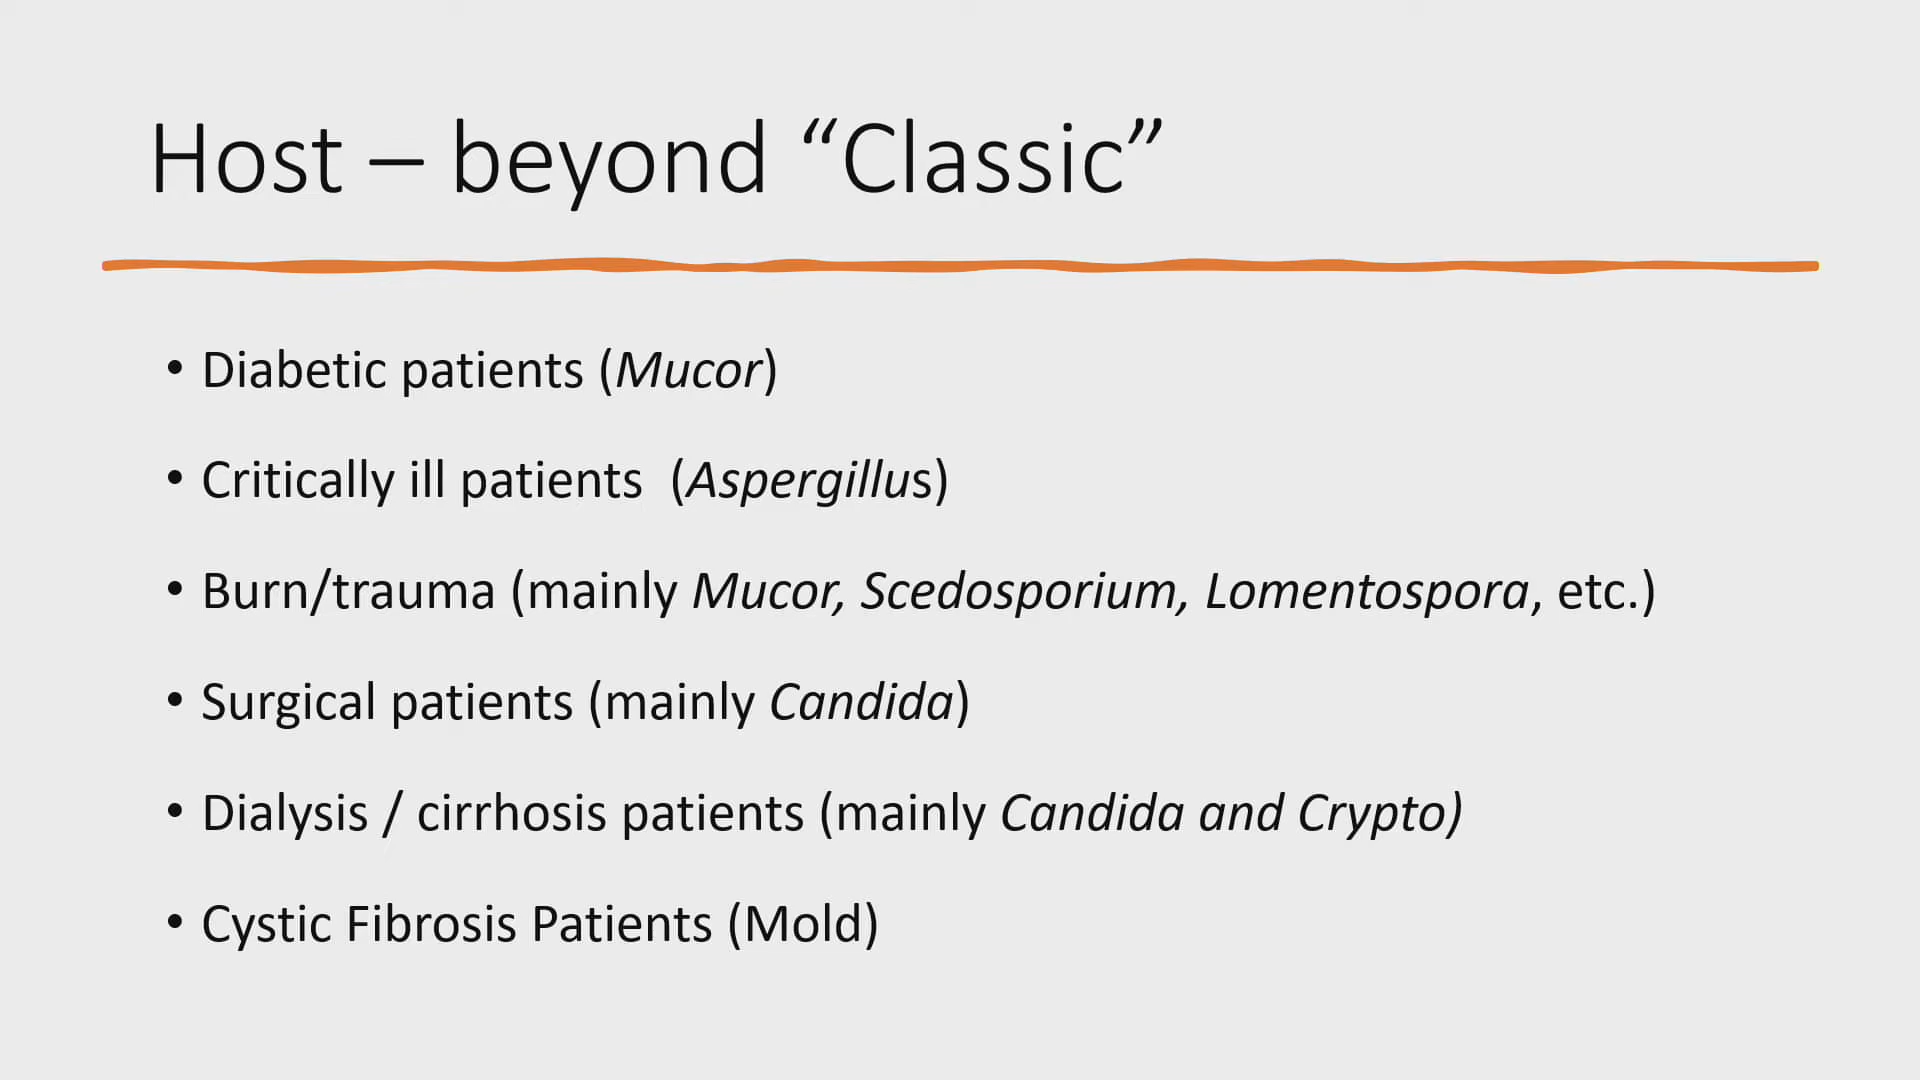 Host – beyond “Classic”
• Diabetic patients (Mucor)
• Critically ill patients  (Aspergillus)
• Burn/trauma (mainly Mucor, Scedosporium, Lomentospora, etc.)
• Surgical patients (mainly Candida)
• Dialysis / cirrhosis patients (mainly Candida and Crypto)
• Cystic Fibrosis Patients (Mold)